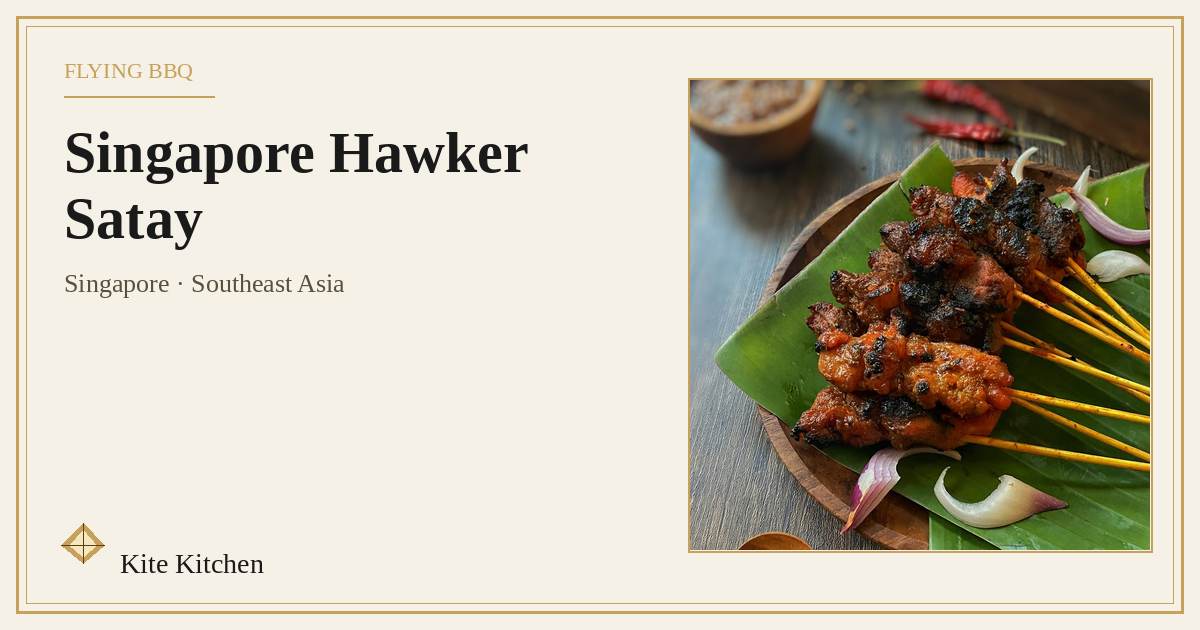 FLYING BBQ
Singapore Hawker
Satay
Singapore · Southeast Asia
Kite Kitchen